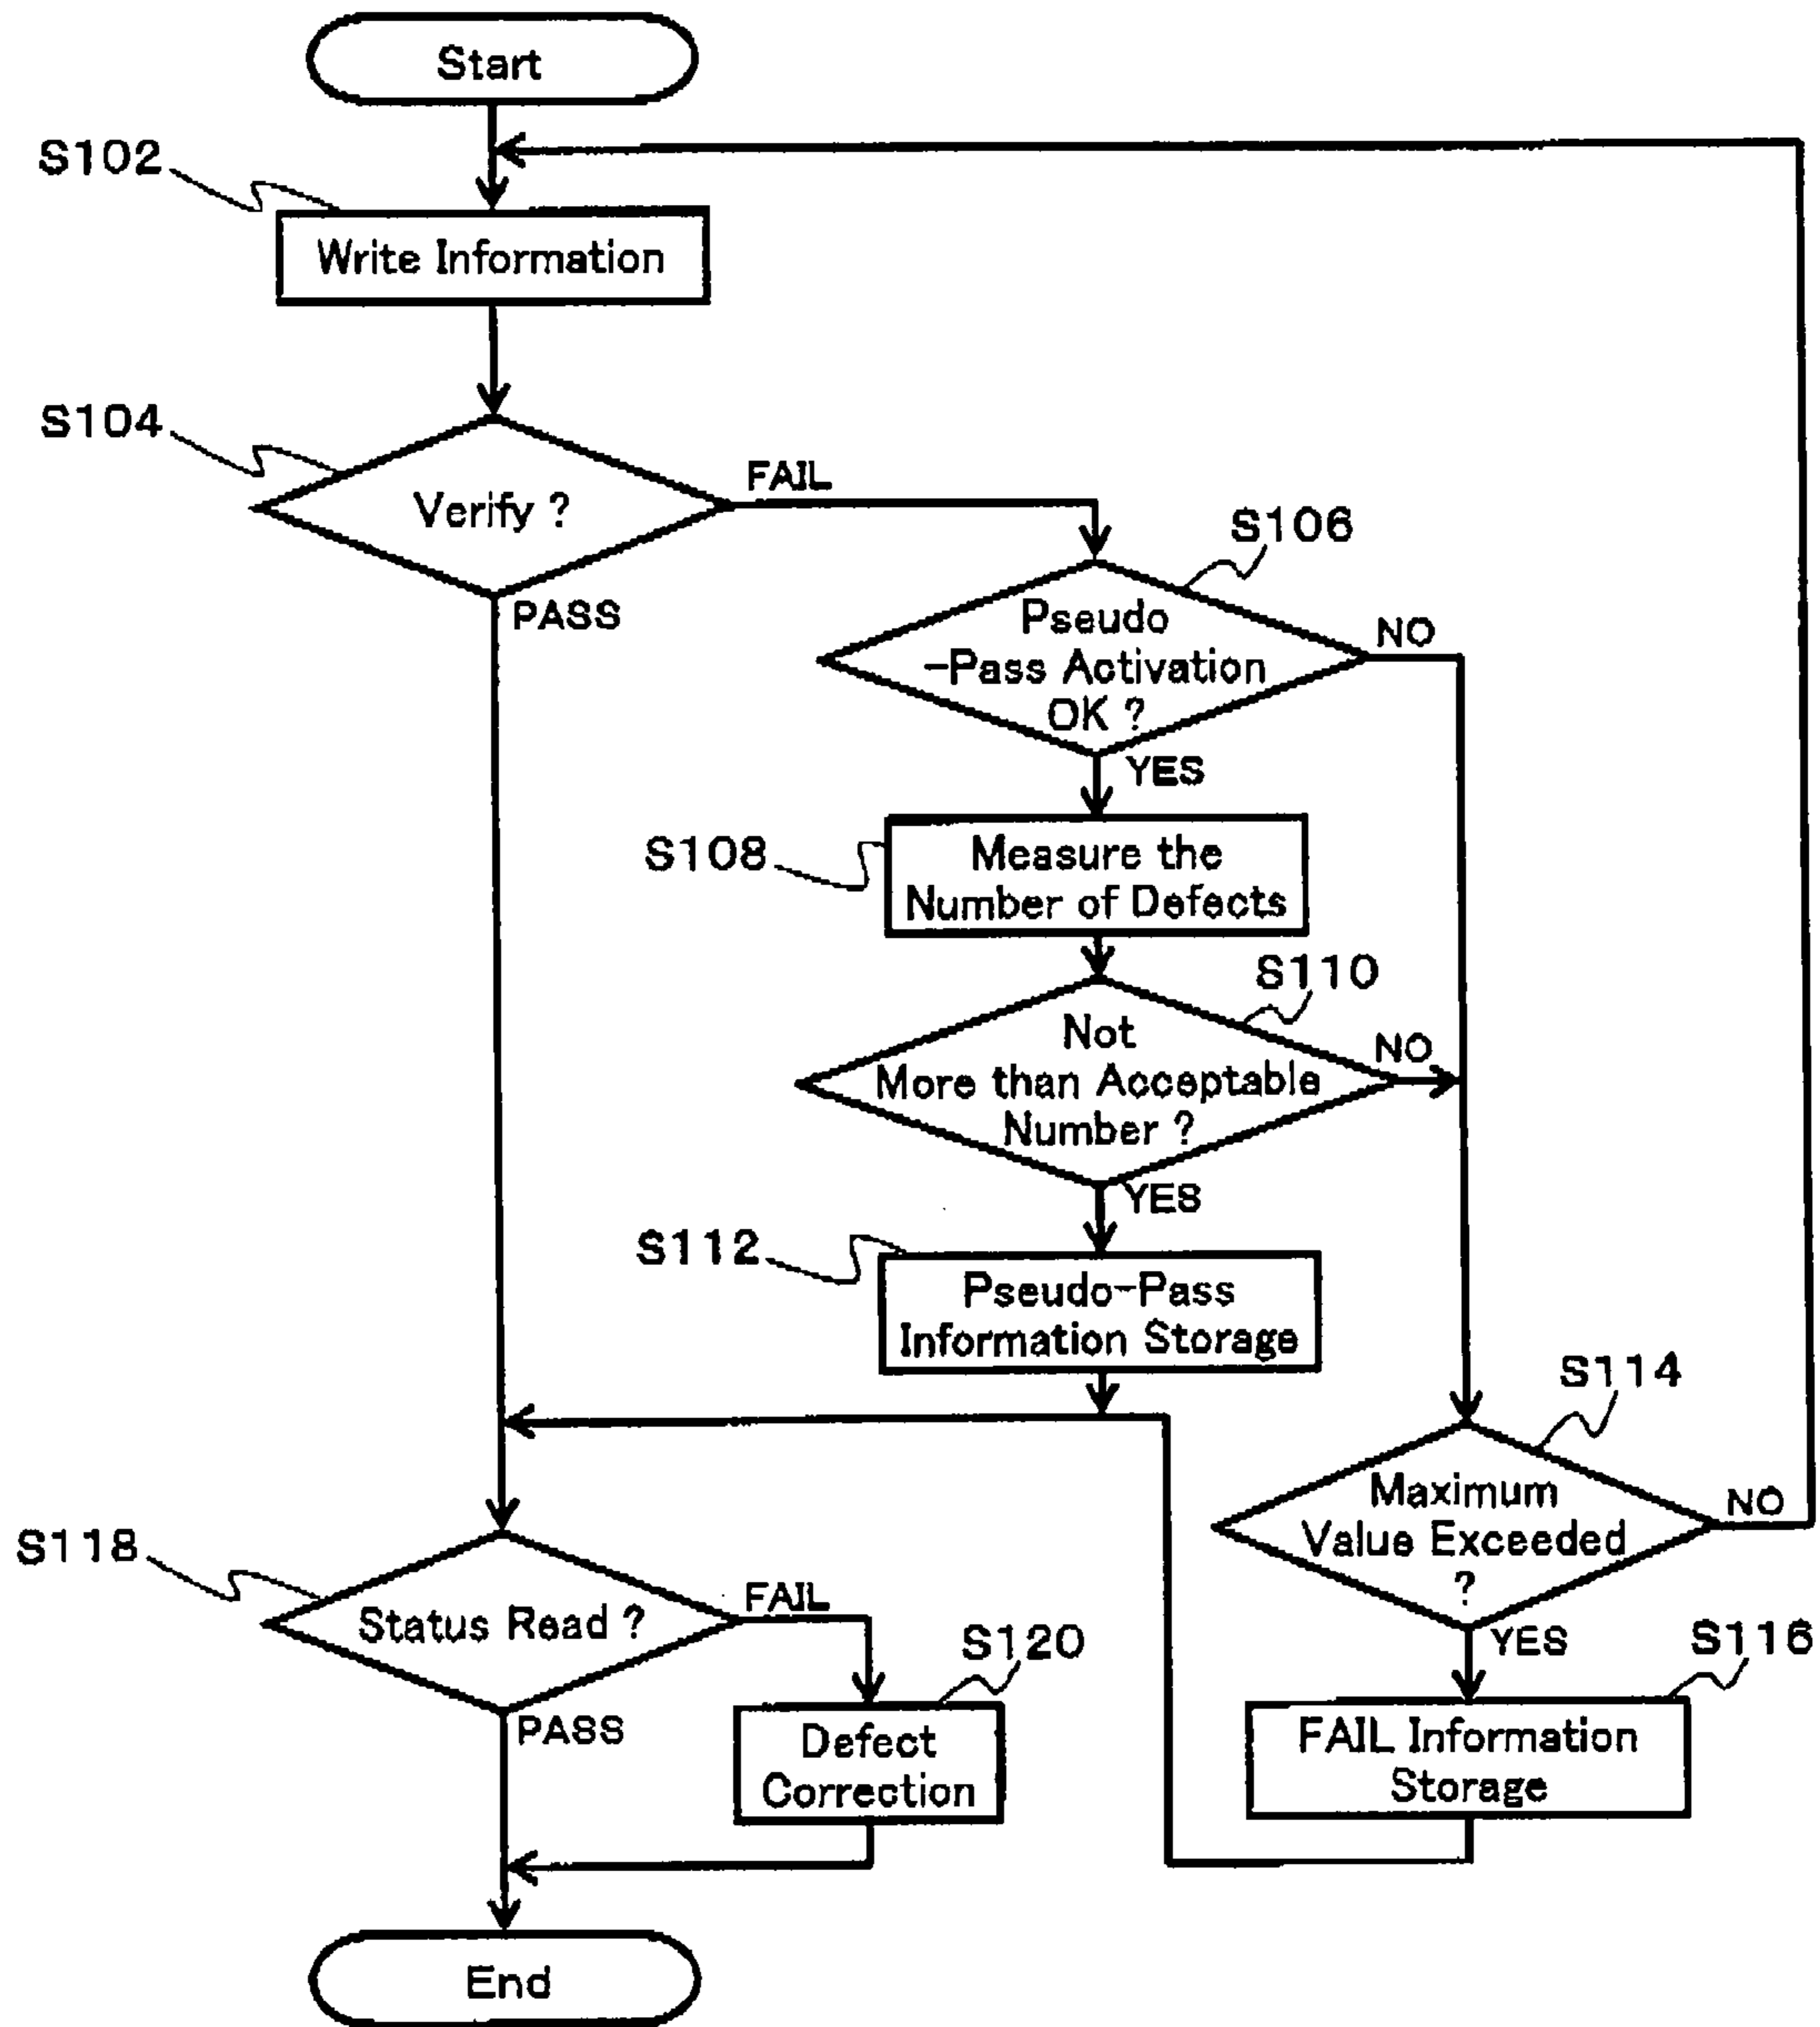 Start
S102
Write Information
S104
Verify ?
FAIL
PASS
S106
Pseudo
-Pass Activation
OK ?
NO
YES
S108
Measure the
Number of Defects
S110
Not
More than Acceptable
Number ?
NO
YES
S112
Pseudo-Pass
Information Storage
S114
Maximum
Value Exceeded
?
NO
YES
S116
FAIL Information
Storage
S118
Status Read ?
FAIL
PASS
S120
Defect
Correction
End